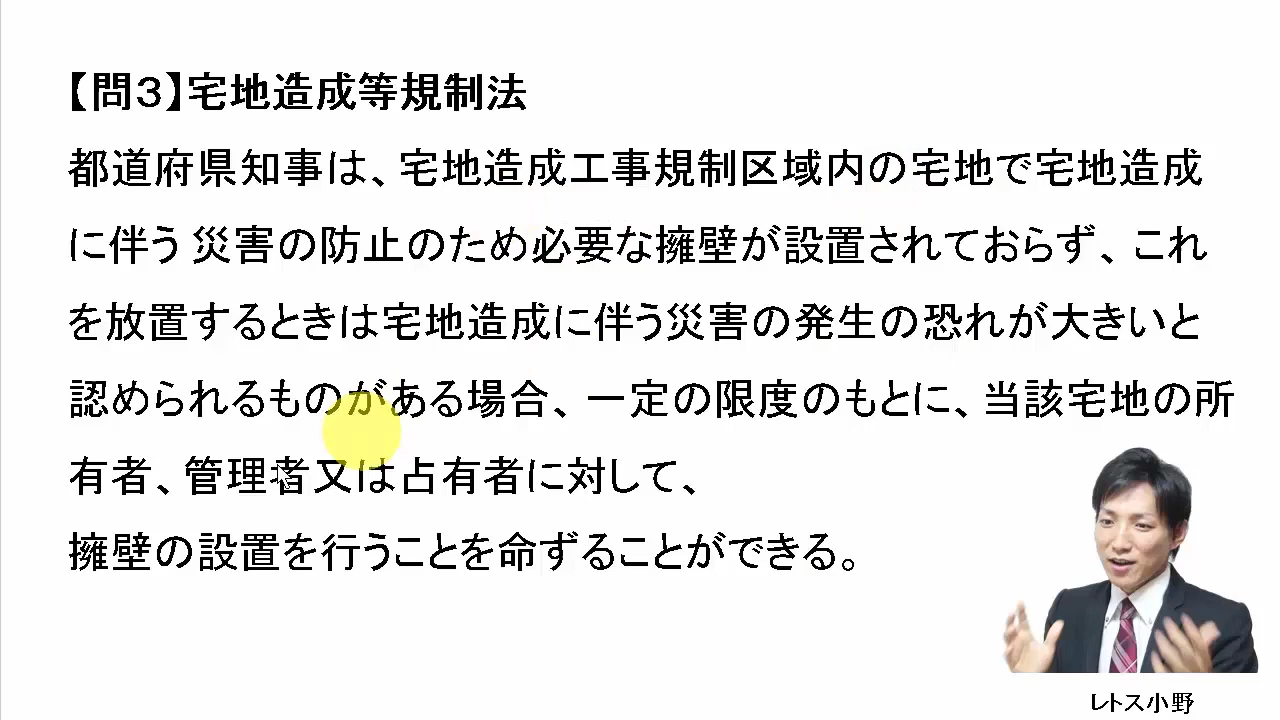 【問３】宅地造成等規制法
都道府県知事は、宅地造成工事規制区域内の宅地で宅地造成
に伴う 災害の防止のため必要な擁壁が設置されておらず、これ
を放置するときは宅地造成に伴う災害の発生の恐れが大きいと
認められるものがある場合、一定の限度のもとに、当該宅地の所
有者、管理者又は占有者に対して、
擁壁の設置を行うことを命ずることができる。
レトス小野